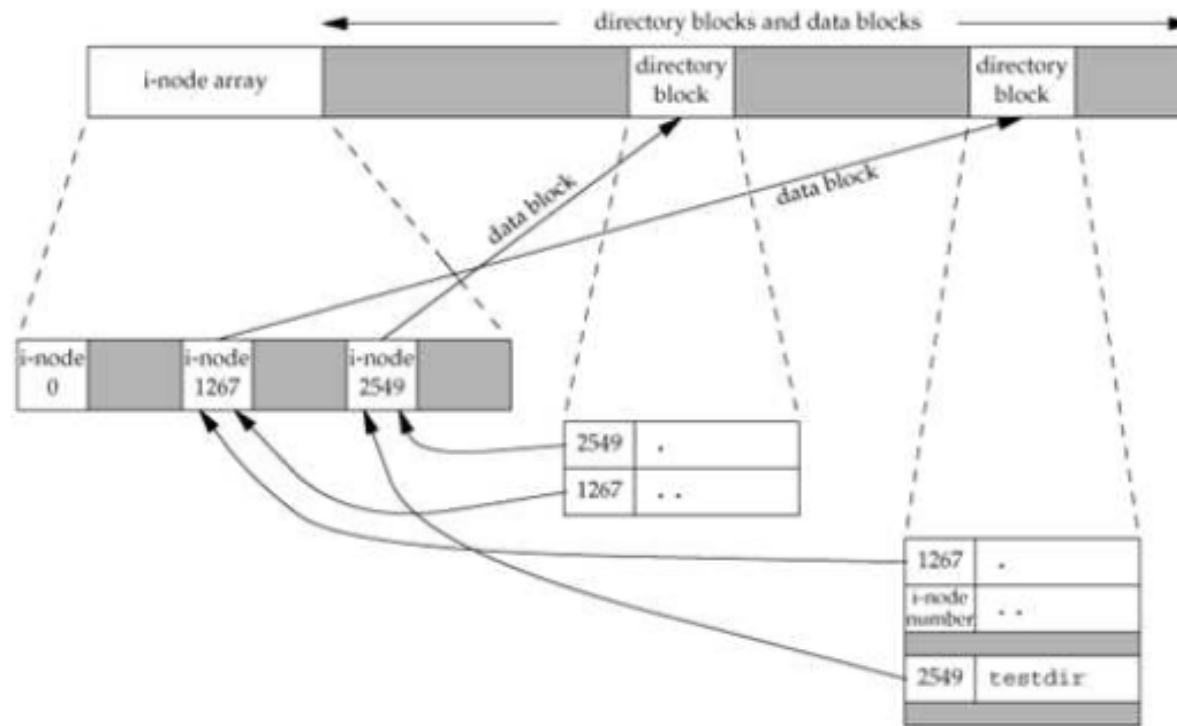 directory blocks and data blocks
i-node array
directory
block
directory
block
data block
data block
i-node
0
i-node
1267
i-node
2549
2549 .
1267 ..
1267 .
i-node
number ..
2549 testdir